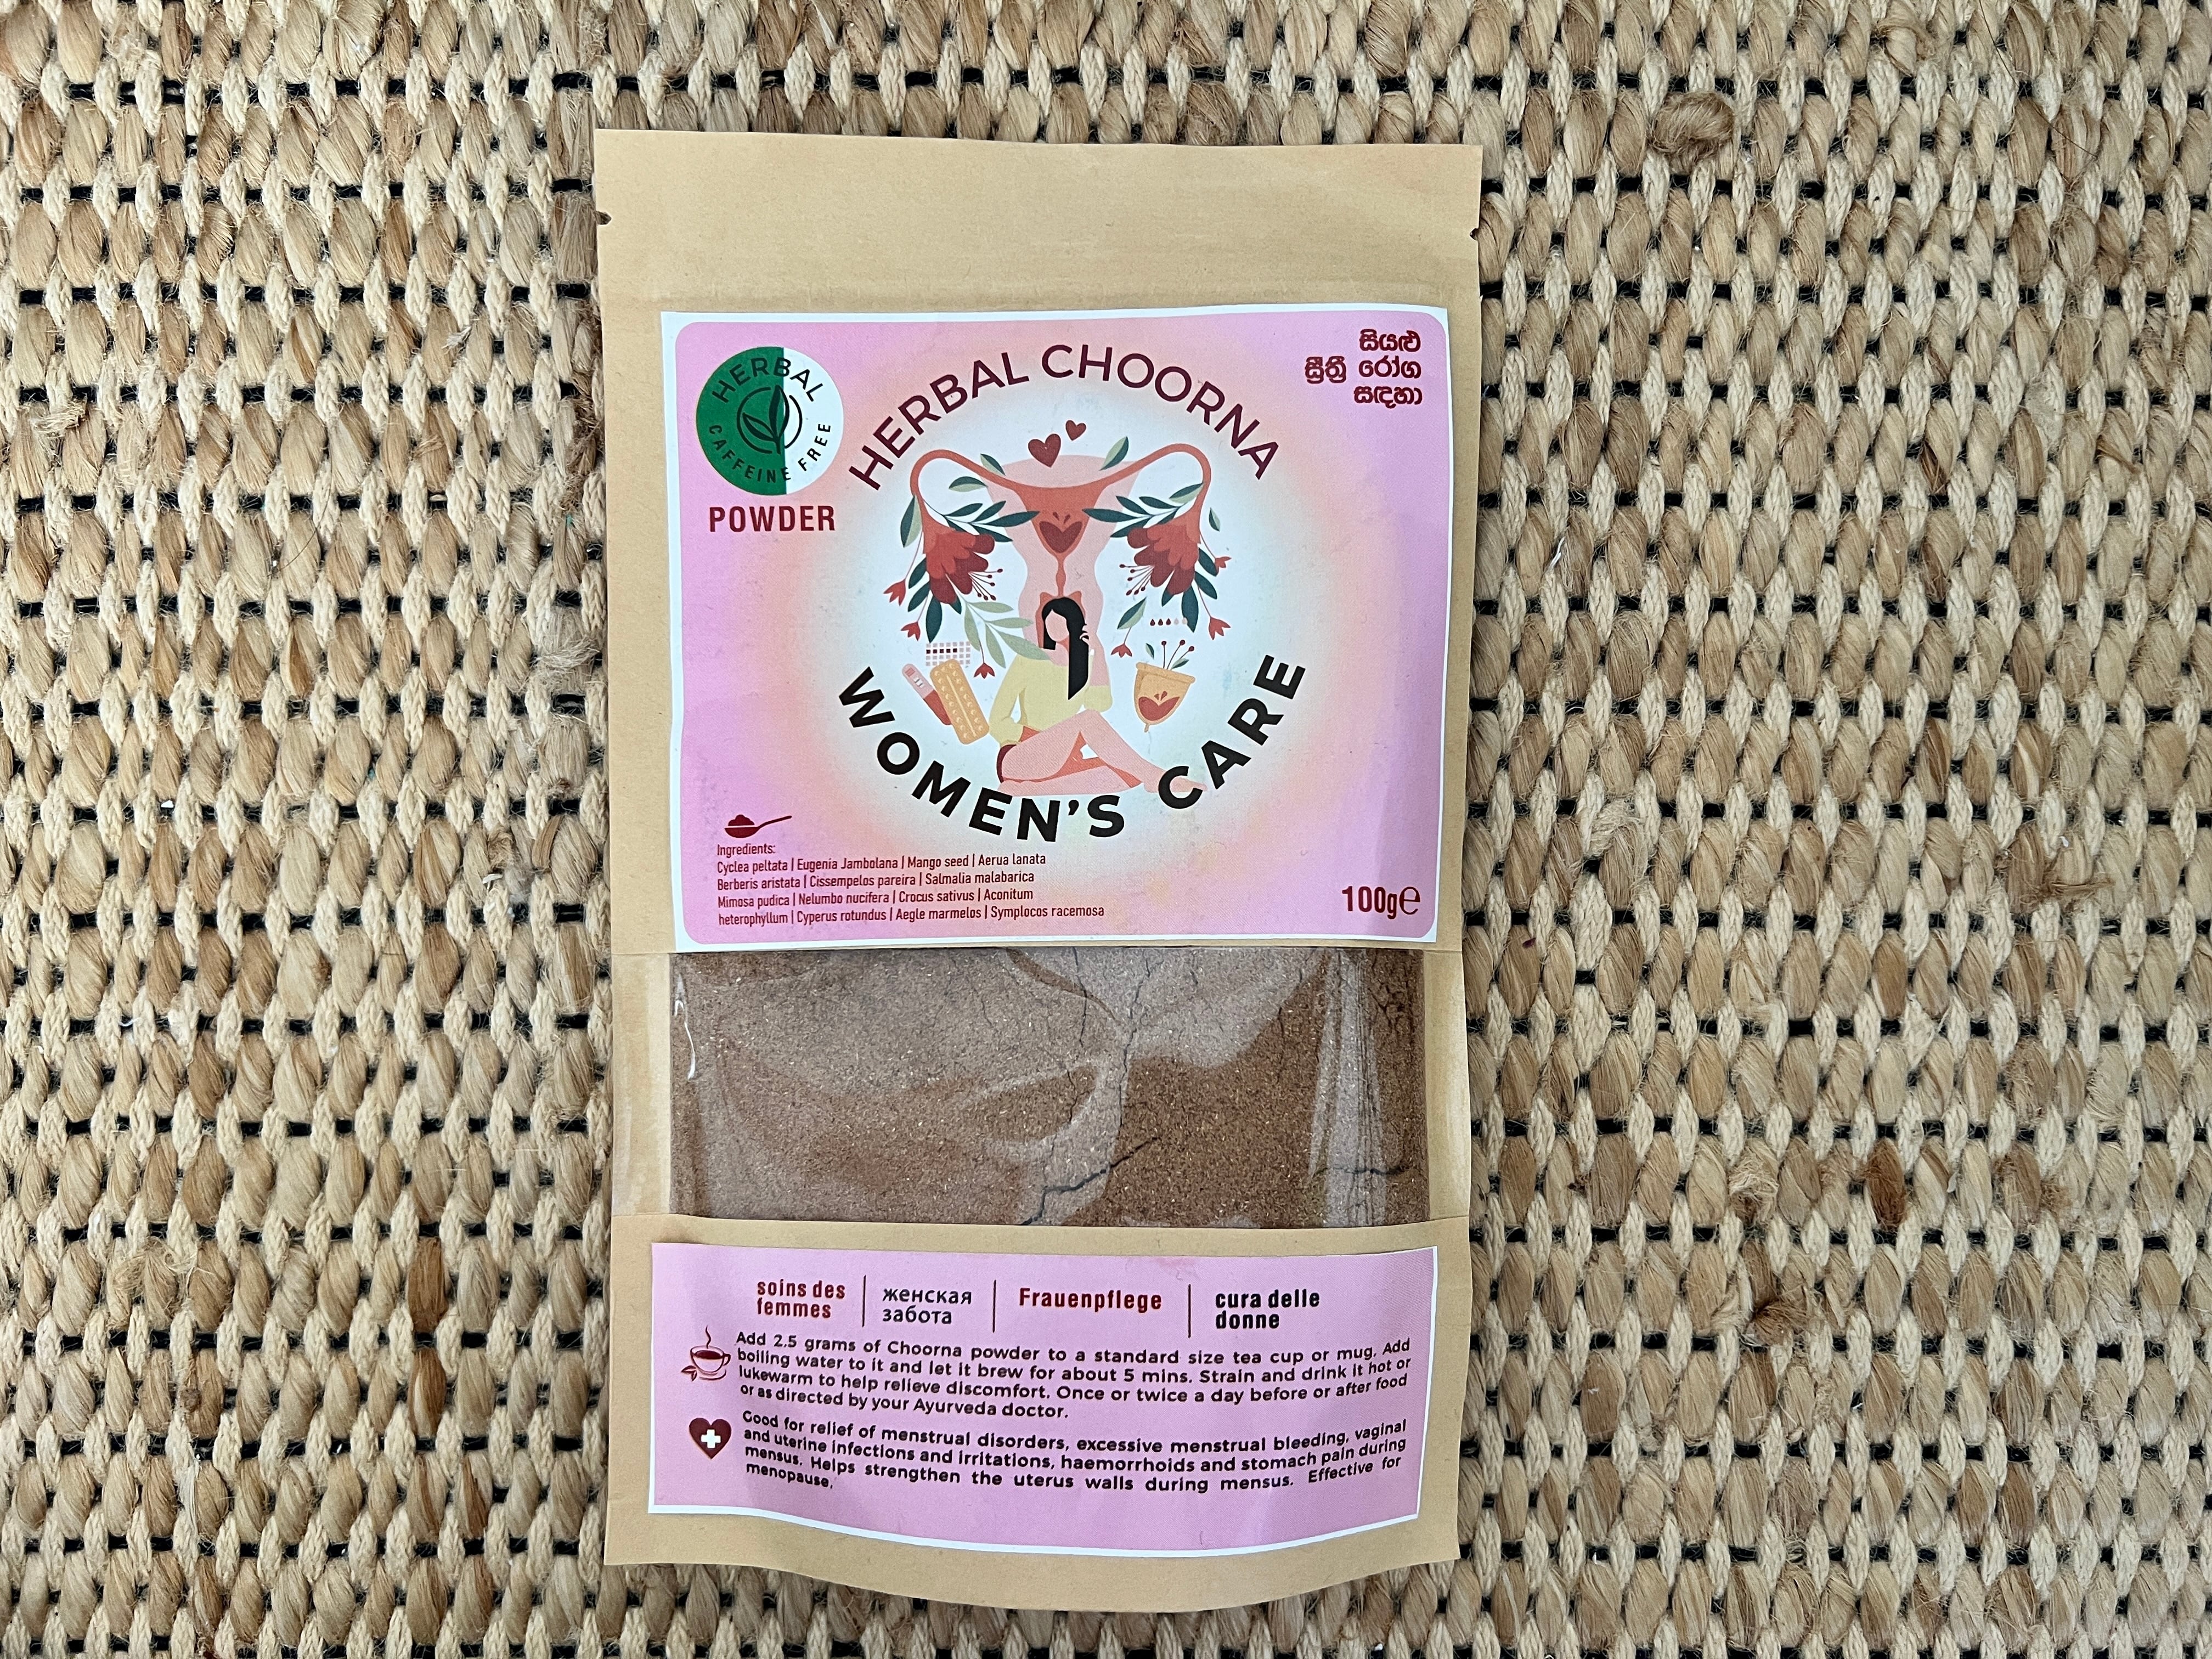 HERBAL
CAFFEINE FREE
POWDER
HERBAL CHOORNA
සියළු
ස්ත්‍රී රෝග
සඳහා
WOMEN'S CARE
Ingredients:
Cyclea peltata | Eugenia Jambolana | Mango seed | Aerua lanata
Berberis aristata | Cissempelos pareira | Salmalia malabarica
Mimosa pudica | Nelumbo nucifera | Crocus sativus | Aconitum
heterophyllum | Cyperus rotundus | Aegle marmelos | Symplocos racemosa
100g℮
soins des
femmes
женская
забота
Frauenpflege
cura delle
donne
Add 2.5 grams of Choorna powder to a standard size tea cup or mug. Add
boiling water to it and let it brew for about 5 mins. Strain and drink it hot or
lukewarm to help relieve discomfort. Once or twice a day before or after food
or as directed by your Ayurveda doctor.
Good for relief of menstrual disorders, excessive menstrual bleeding, vaginal
and uterine infections and irritations, haemorrhoids and stomach pain during
mensus. Helps strengthen the uterus walls during mensus. Effective for
menopause.